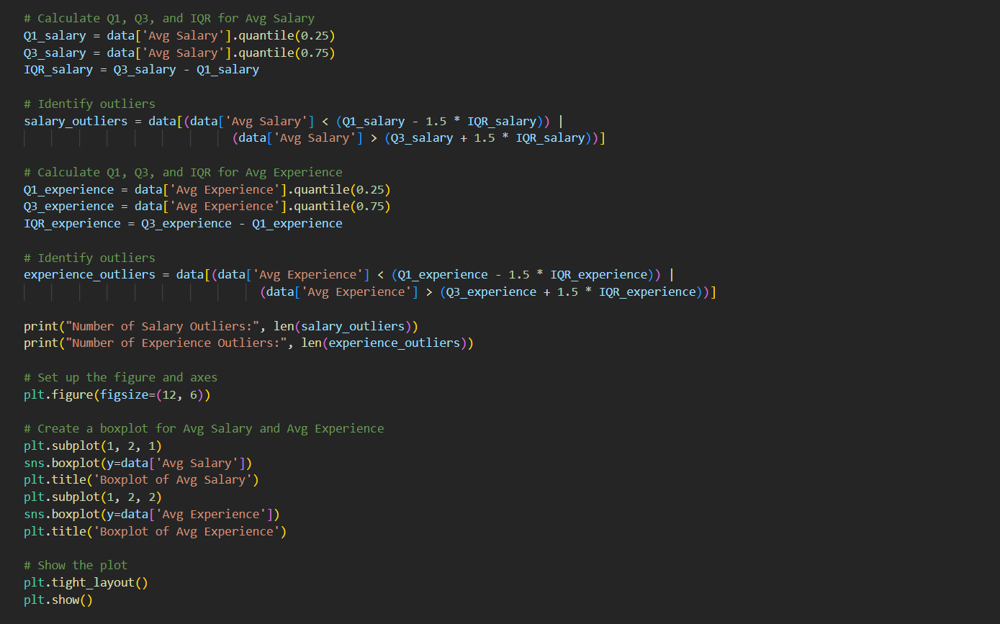 # Calculate Q1, Q3, and IQR for Avg Salary
Q1_salary = data['Avg Salary'].quantile(0.25)
Q3_salary = data['Avg Salary'].quantile(0.75)
IQR_salary = Q3_salary - Q1_salary

# Identify outliers
salary_outliers = data[(data['Avg Salary'] < (Q1_salary - 1.5 * IQR_salary)) |
                              (data['Avg Salary'] > (Q3_salary + 1.5 * IQR_salary))]

# Calculate Q1, Q3, and IQR for Avg Experience
Q1_experience = data['Avg Experience'].quantile(0.25)
Q3_experience = data['Avg Experience'].quantile(0.75)
IQR_experience = Q3_experience - Q1_experience

# Identify outliers
experience_outliers = data[(data['Avg Experience'] < (Q1_experience - 1.5 * IQR_experience)) |
                                  (data['Avg Experience'] > (Q3_experience + 1.5 * IQR_experience))]

print("Number of Salary Outliers:", len(salary_outliers))
print("Number of Experience Outliers:", len(experience_outliers))

# Set up the figure and axes
plt.figure(figsize=(12, 6))

# Create a boxplot for Avg Salary and Avg Experience
plt.subplot(1, 2, 1)
sns.boxplot(y=data['Avg Salary'])
plt.title('Boxplot of Avg Salary')
plt.subplot(1, 2, 2)
sns.boxplot(y=data['Avg Experience'])
plt.title('Boxplot of Avg Experience')

# Show the plot
plt.tight_layout()
plt.show()